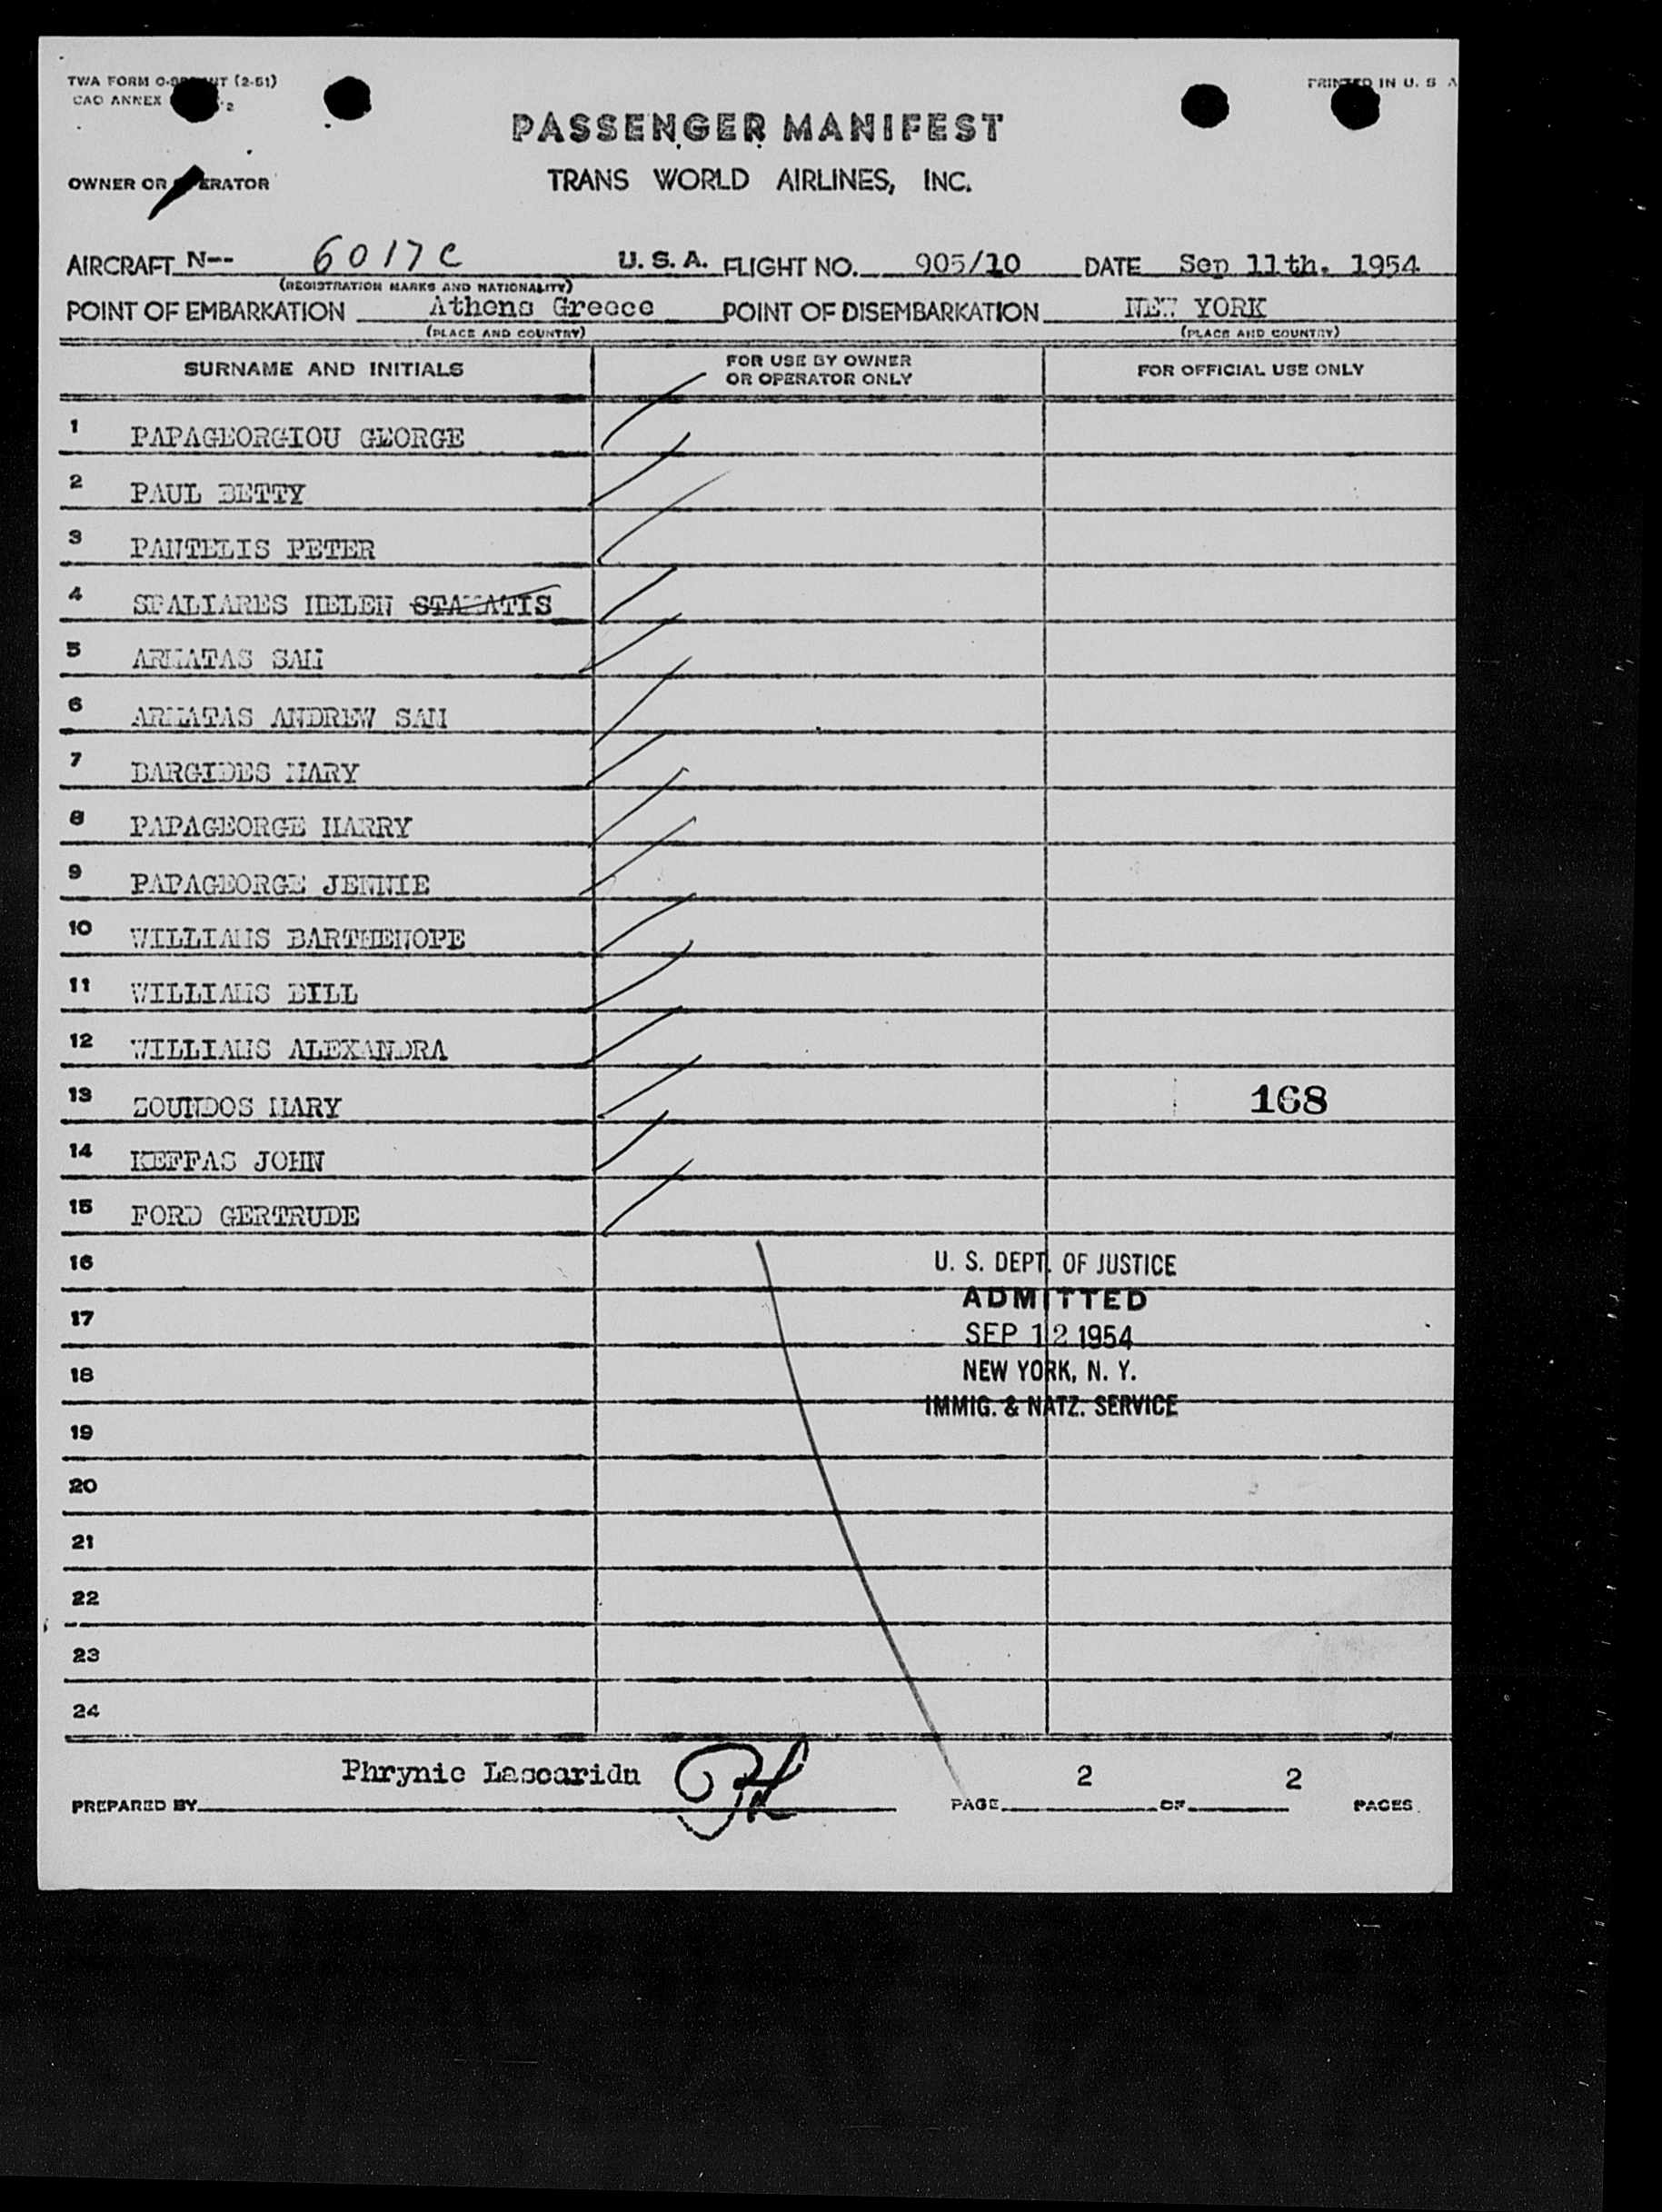 TWA FORM (2-51)
PRINTED IN U. S A
CAO ANNEX 2
PASSENGER MANIFEST
OWNER OR OPERATOR TRANS WORLD AIRLINES, INC.
AIRCRAFT N-- 6017C U. S. A. FLIGHT NO. 905/10 DATE Sep 11th. 1954
(REGISTRATION MARKS AND NATIONALITY)
POINT OF EMBARKATION Athens Greece POINT OF DISEMBARKATION NEW YORK
(PLACE AND COUNTRY) (PLACE AND COUNTRY)
SURNAME AND INITIALS FOR USE BY OWNER OR OPERATOR ONLY FOR OFFICIAL USE ONLY
1 PAPAGEORGIOU GEORGE
2 PAUL BETTY
3 PANTELIS PETER
4 SPALIARES HELEN STAMATIS
5 ARMATAS SAM
6 ARMATAS ANDREW SAM
7 BARGIDES MARY
8 PAPAGEORGE HARRY
9 PAPAGEORGE JENNIE
10 WILLIAMS BARTHENOPE
11 WILLIAMS BILL
12 WILLIAMS ALEXANDRA
13 ZOUNDOS MARY 168
14 KEFFAS JOHN
15 FORD GERTRUDE
16
U. S. DEPT. OF JUSTICE
ADMITTED
17
SEP 12 1954
18
NEW YORK, N. Y.
IMMIG. & NATZ. SERVICE
19
20
21
22
23
24
Phrynie Lascaridu
PREPARED BY PAGE 2 OF 2 PAGES